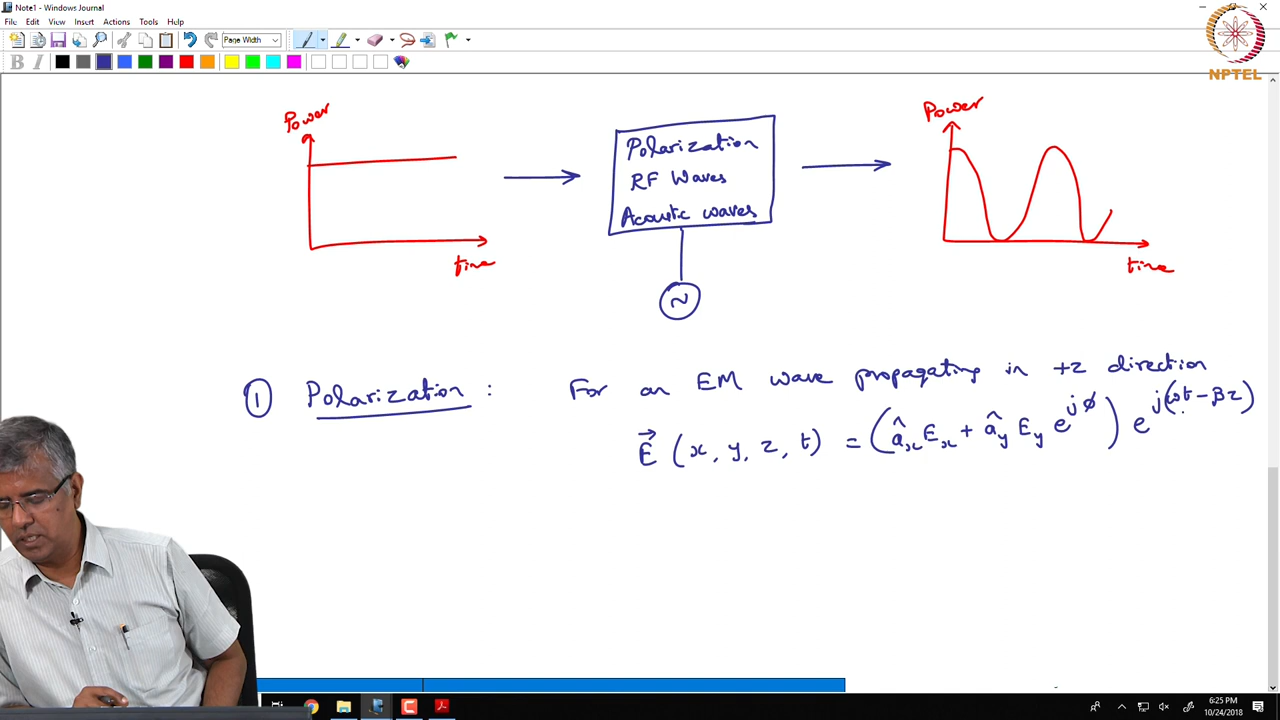 Note1 - Windows Journal
File Edit View Insert Actions Tools Help
Page Width
B I
NPTEL
Power
time
Polarization
RF Waves
Acoustic waves
~
Power
time
① Polarization : For an EM wave propagating in +z direction
E⃗ (x, y, z, t) = (âₓ Eₓ + â_y E_y e^{jφ}) e^{j(ωt - βz)}
6:25 PM
10/24/2018